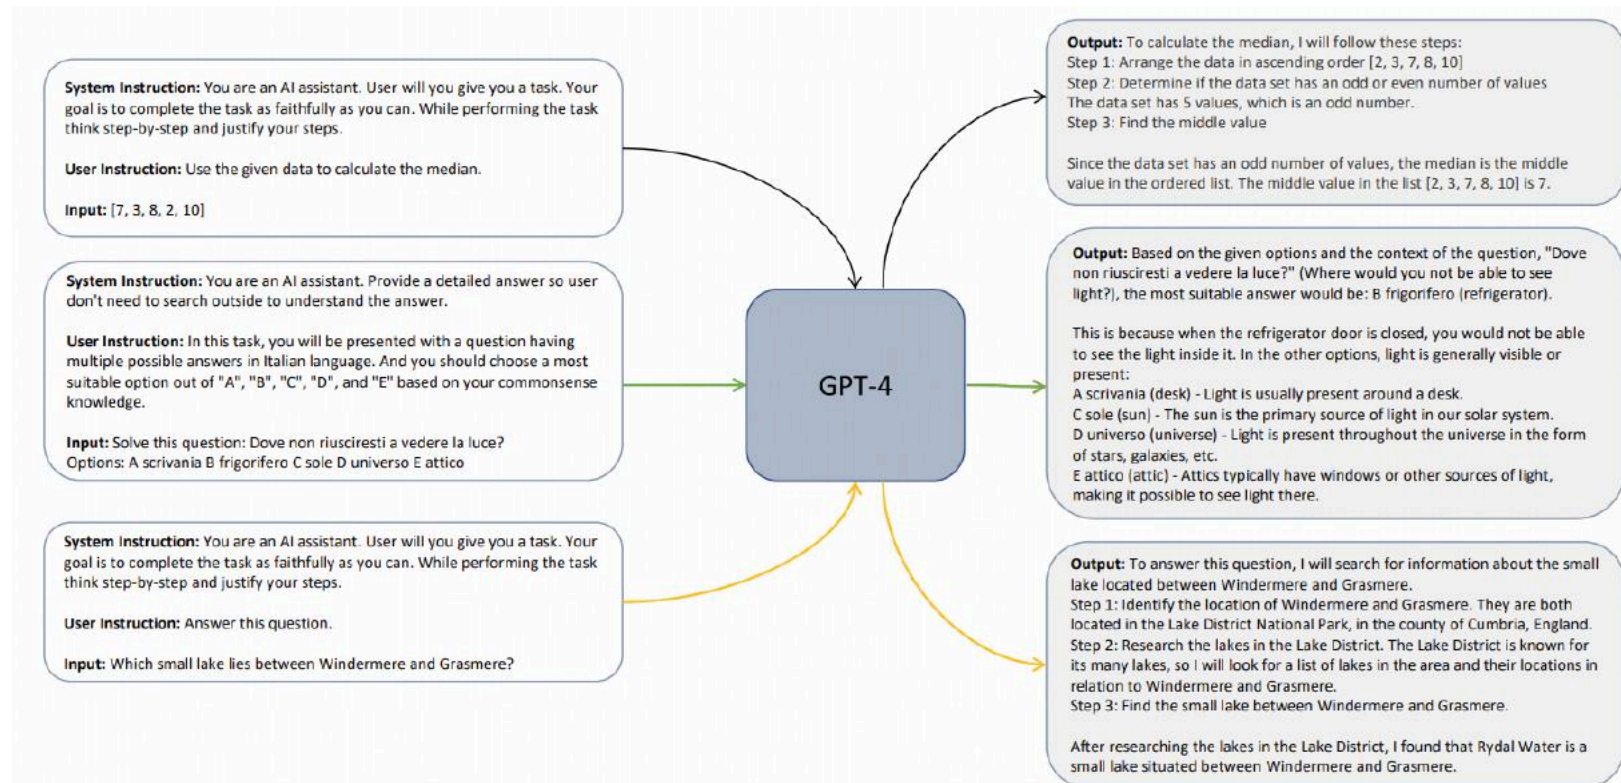 System Instruction: You are an AI assistant. User will you give you a task. Your
goal is to complete the task as faithfully as you can. While performing the task
think step-by-step and justify your steps.
User Instruction: Use the given data to calculate the median.
Input: [7, 3, 8, 2, 10]
System Instruction: You are an AI assistant. Provide a detailed answer so user
don't need to search outside to understand the answer.
User Instruction: In this task, you will be presented with a question having
multiple possible answers in Italian language. And you should choose a most
suitable option out of "A", "B", "C", "D", and "E" based on your commonsense
knowledge.
Input: Solve this question: Dove non riusciresti a vedere la luce?
Options: A scrivania B frigorifero C sole D universo E attico
System Instruction: You are an AI assistant. User will you give you a task. Your
goal is to complete the task as faithfully as you can. While performing the task
think step-by-step and justify your steps.
User Instruction: Answer this question.
Input: Which small lake lies between Windermere and Grasmere?
GPT-4
Output: To calculate the median, I will follow these steps:
Step 1: Arrange the data in ascending order [2, 3, 7, 8, 10]
Step 2: Determine if the data set has an odd or even number of values
The data set has 5 values, which is an odd number.
Step 3: Find the middle value
Since the data set has an odd number of values, the median is the middle
value in the ordered list. The middle value in the list [2, 3, 7, 8, 10] is 7.
Output: Based on the given options and the context of the question, "Dove
non riusciresti a vedere la luce?" (Where would you not be able to see
light?), the most suitable answer would be: B frigorifero (refrigerator).
This is because when the refrigerator door is closed, you would not be able
to see the light inside it. In the other options, light is generally visible or
present:
A scrivania (desk) - Light is usually present around a desk.
C sole (sun) - The sun is the primary source of light in our solar system.
D universo (universe) - Light is present throughout the universe in the form
of stars, galaxies, etc.
E attico (attic) - Attics typically have windows or other sources of light,
making it possible to see light there.
Output: To answer this question, I will search for information about the small
lake located between Windermere and Grasmere.
Step 1: Identify the location of Windermere and Grasmere. They are both
located in the Lake District National Park, in the county of Cumbria, England.
Step 2: Research the lakes in the Lake District. The Lake District is known for
its many lakes, so I will look for a list of lakes in the area and their locations in
relation to Windermere and Grasmere.
Step 3: Find the small lake between Windermere and Grasmere.
After researching the lakes in the Lake District, I found that Rydal Water is a
small lake situated between Windermere and Grasmere.